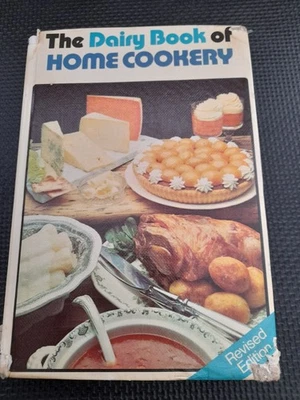 The Dairy Book of
HOME COOKERY
Revised
Edition